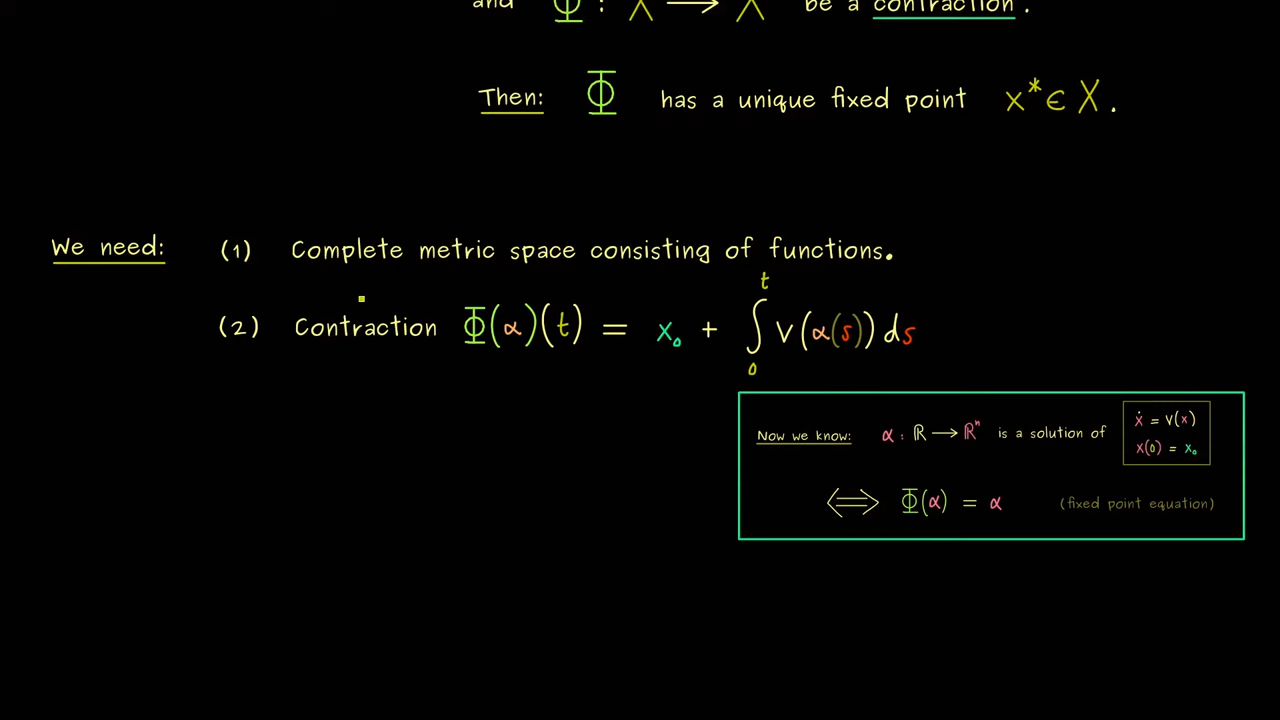 and Φ : X ⟶ X be a contraction.
Then: Φ has a unique fixed point x* ∈ X.
We need: (1) Complete metric space consisting of functions.
(2) Contraction Φ(α)(t) = x₀ + ∫₀ᵗ v(α(s)) ds
Now we know: α : ℝ ⟶ ℝⁿ is a solution of ẋ = v(x)
x(0) = x₀
⟺ Φ(α) = α (fixed point equation)